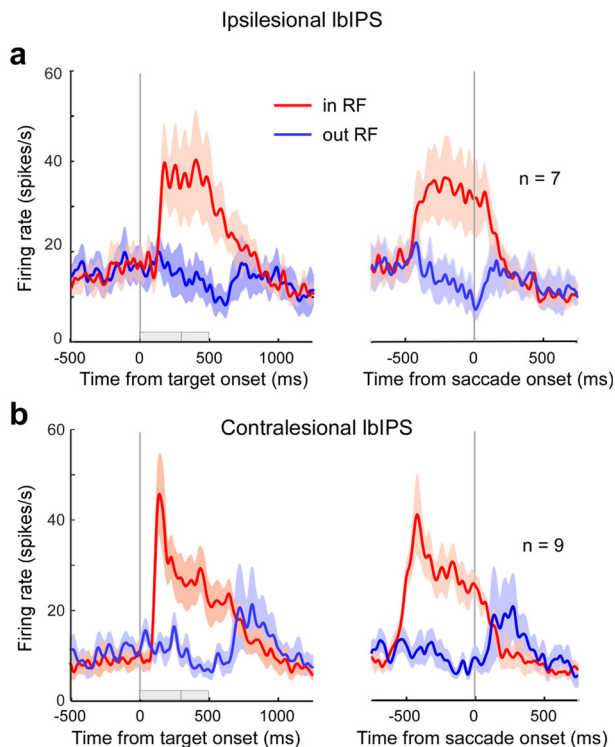 Ipsilesional lbIPS
a
60
40
20
0
Firing rate (spikes/s)
in RF
out RF
n = 7
-500 0 500 1000
-500 0 500
Time from target onset (ms)
Time from saccade onset (ms)
b
Contralesional lbIPS
60
40
20
0
Firing rate (spikes/s)
n = 9
-500 0 500 1000
-500 0 500
Time from target onset (ms)
Time from saccade onset (ms)